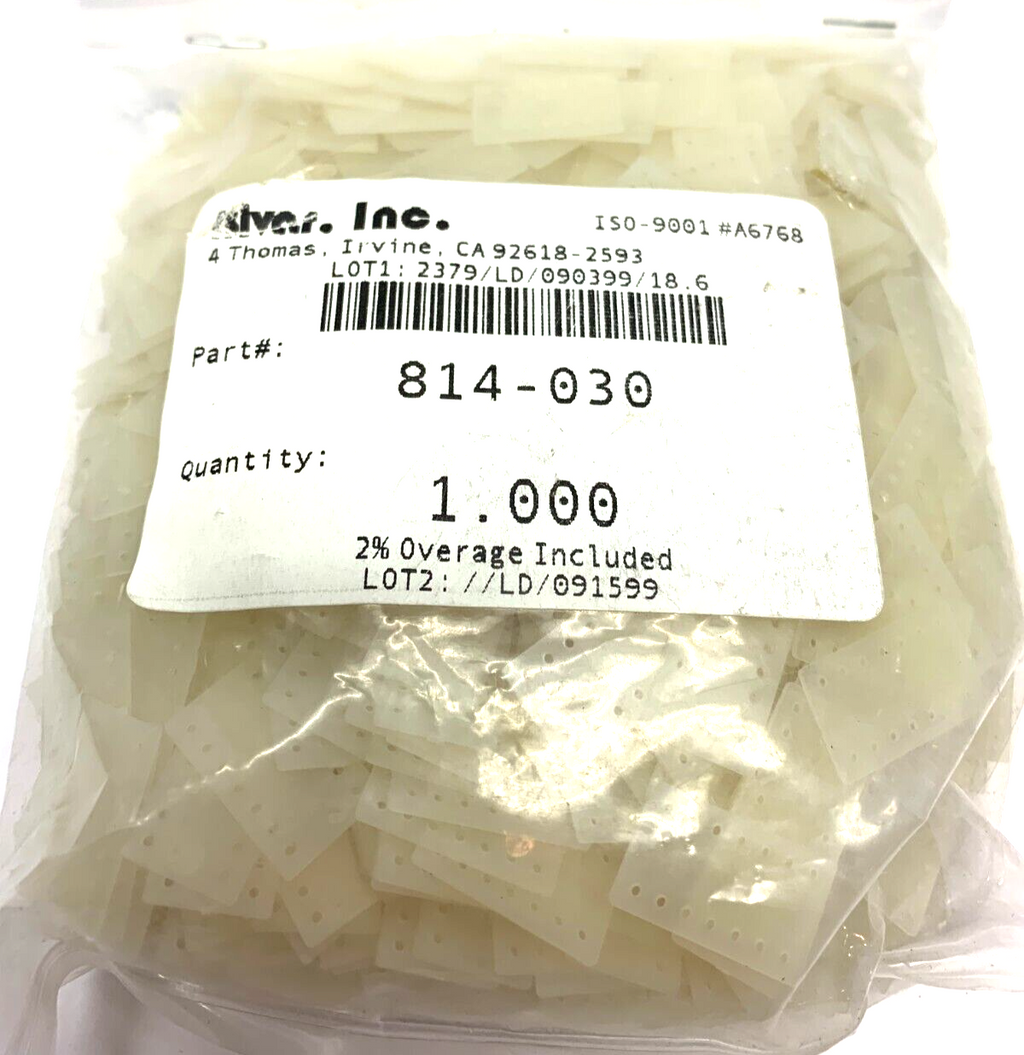 Bivar, Inc.
ISO-9001 #A6768
4 Thomas, Irvine, CA 92618-2593
LOT1: 2379/LD/090399/18.6
Part#:
814-030
Quantity:
1.000
2% Overage Included
LOT2: //LD/091599